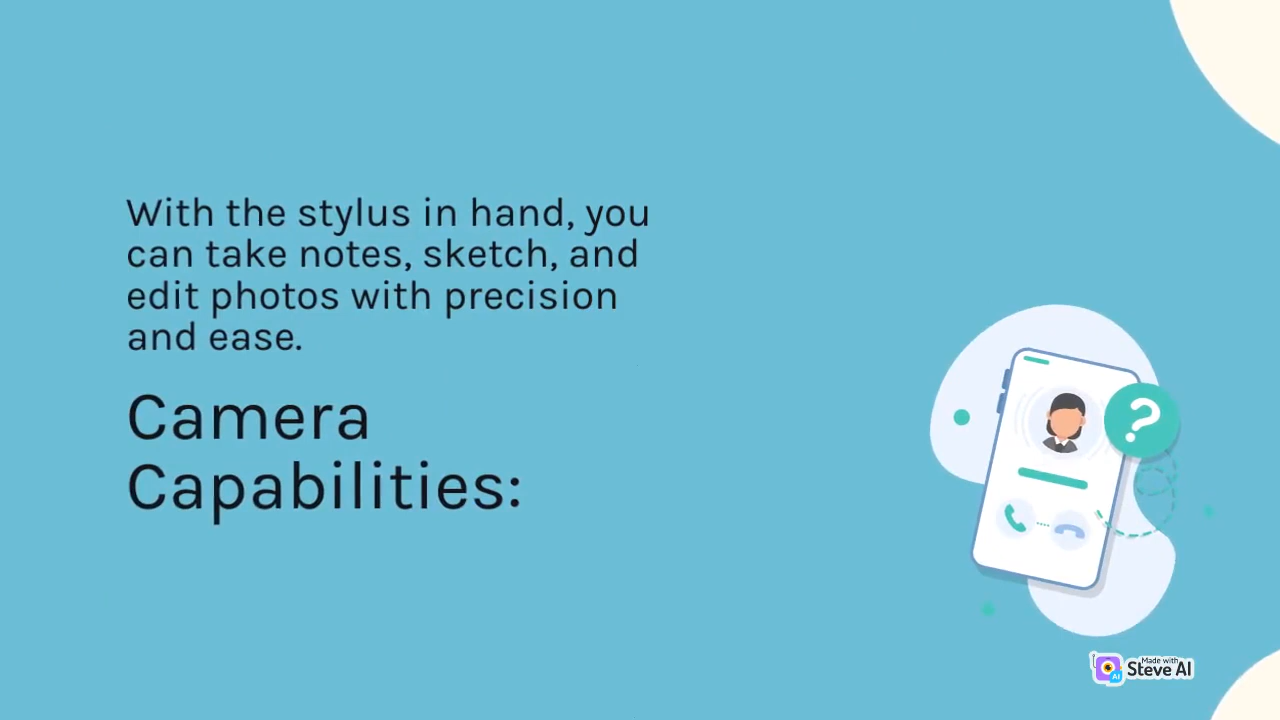 With the stylus in hand, you
can take notes, sketch, and
edit photos with precision
and ease.
Camera
Capabilities:
?
Made with
Steve AI
AI